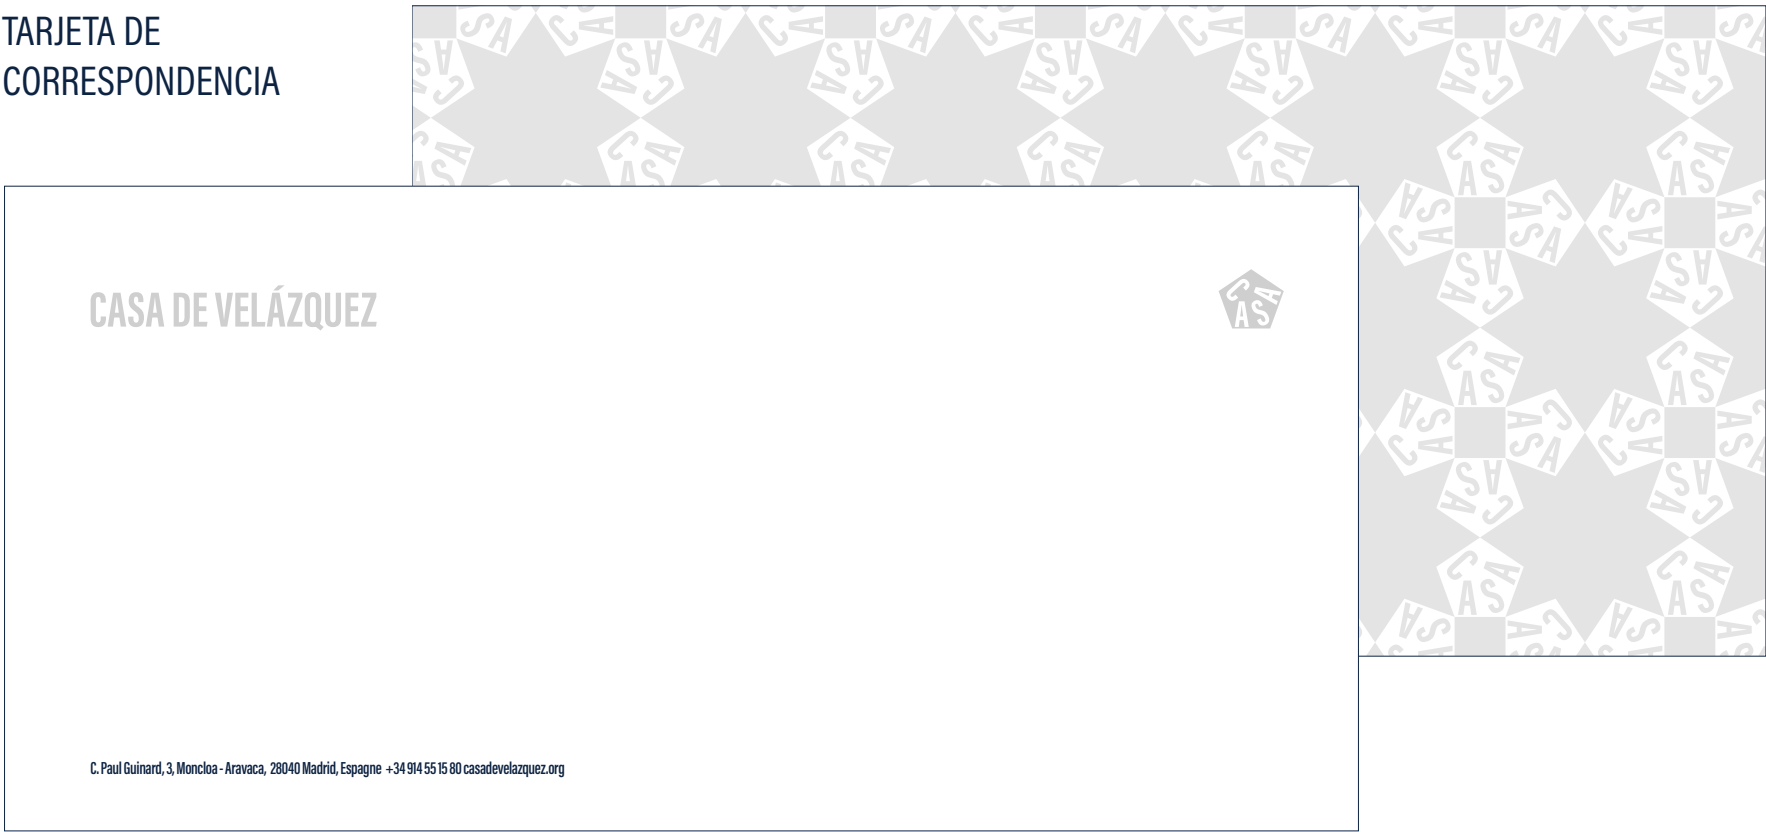 TARJETA DE
CORRESPONDENCIA
CASA DE VELÁZQUEZ
CASA
C. Paul Guinard, 3, Moncloa - Aravaca, 28040 Madrid, Espagne +34 914 55 15 80 casadevelazquez.org